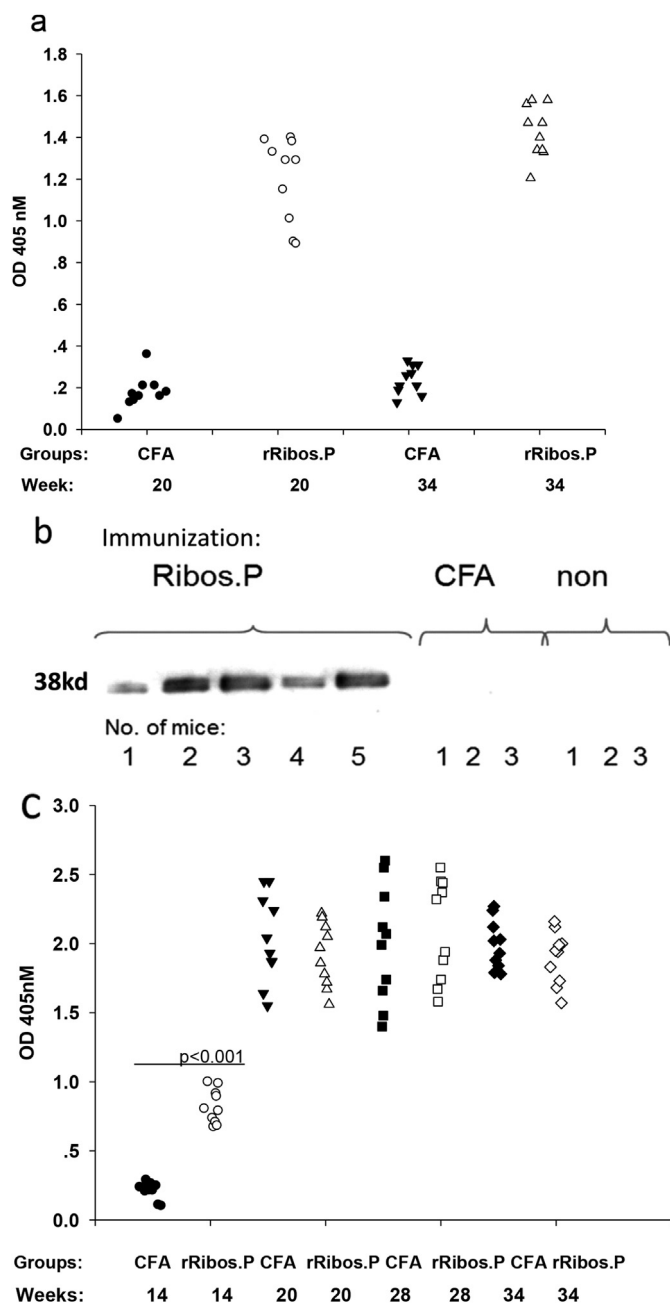 a
1.8
1.6
1.4
1.2
1.0
.8
.6
.4
.2
0.0
OD 405 nM
Groups: CFA rRibos.P CFA rRibos.P
Week: 20 20 34 34
b
Immunization:
Ribos.P CFA non
38kd
No. of mice:
1 2 3 4 5 1 2 3 1 2 3
C
3.0
2.5
2.0
1.5
1.0
.5
0.0
OD 405nM
p<0.001
Groups: CFA rRibos.P CFA rRibos.P CFA rRibos.P CFA rRibos.P
Weeks: 14 14 20 20 28 28 34 34